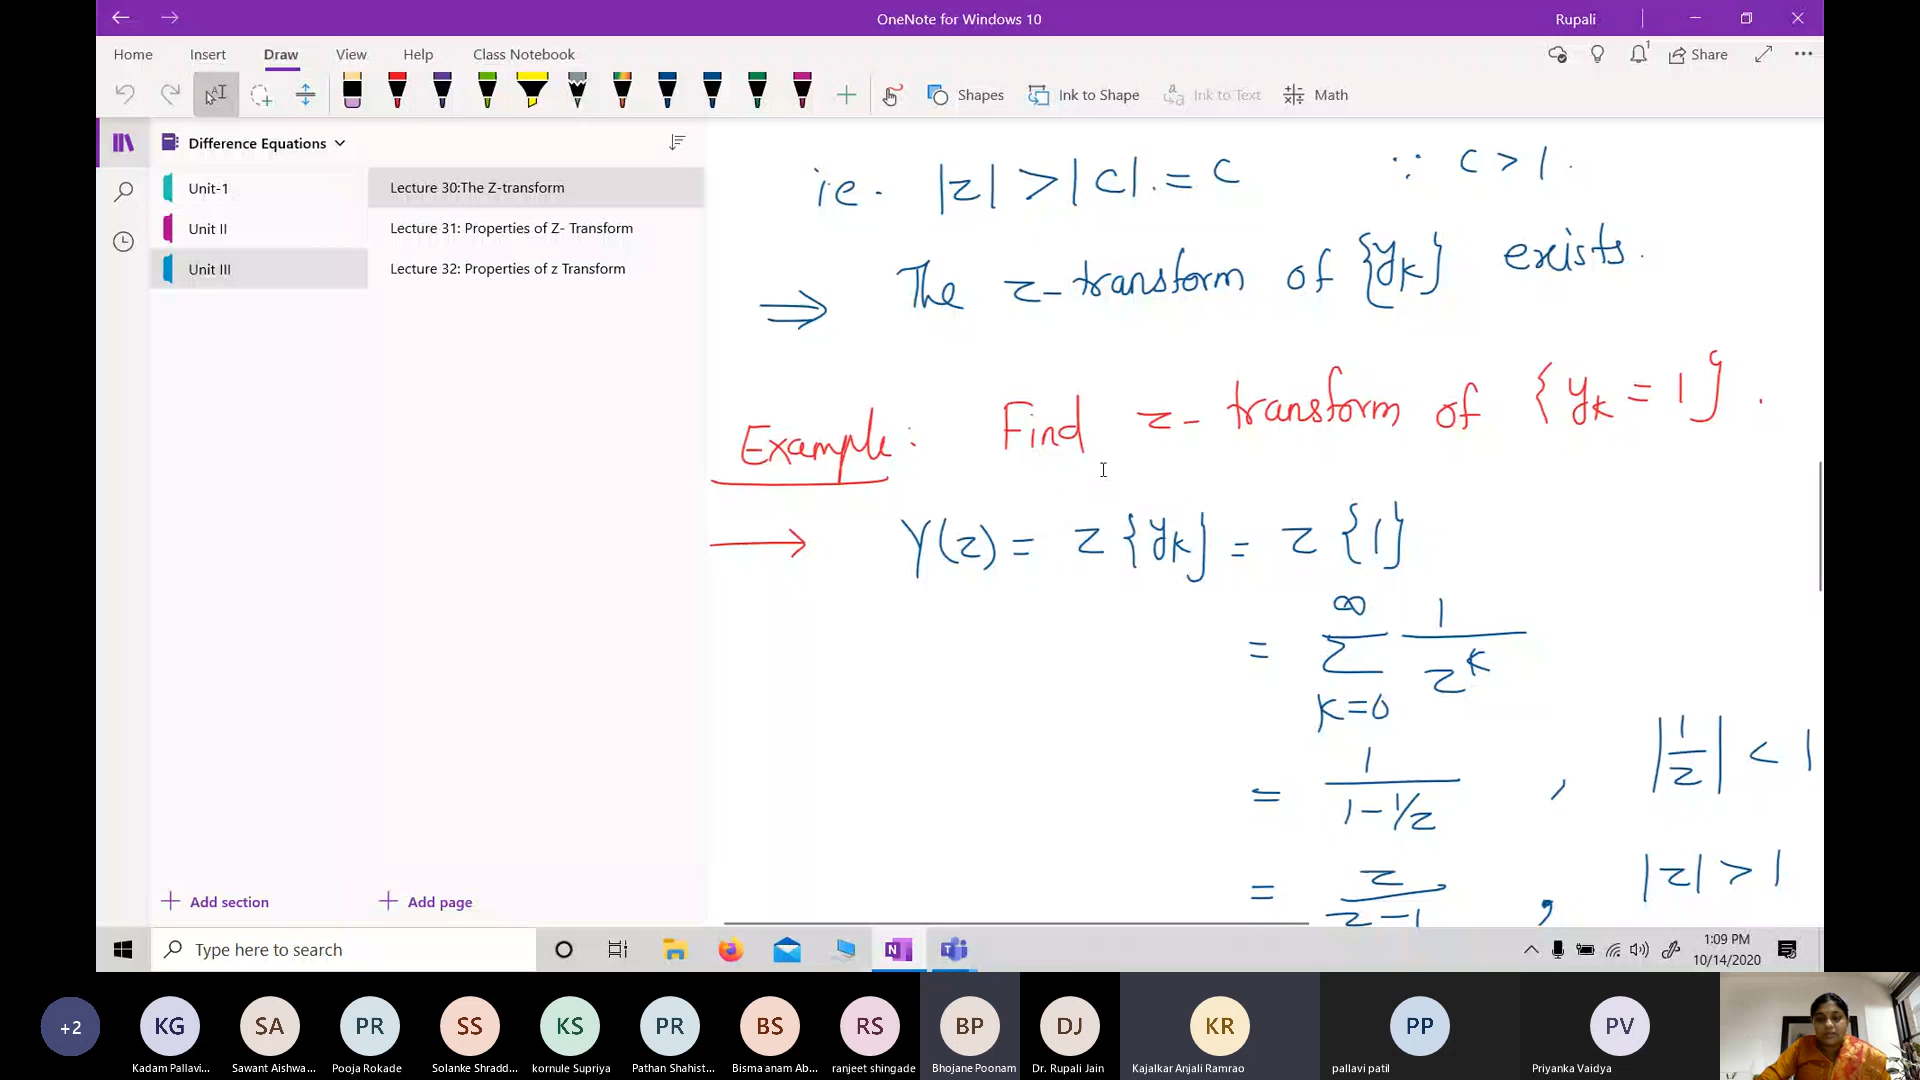 OneNote for Windows 10
Rupali
Home Insert Draw View Help Class Notebook
1 Share
Shapes Ink to Shape Ink to Text Math
Difference Equations
Unit-1
Unit II
Unit III
Lecture 30:The Z-transform
Lecture 31: Properties of Z- Transform
Lecture 32: Properties of z Transform
Add section
Add page
ie. |z| > |c|. = c ∵ c > 1.
⇒ The z-transform of {y_k} exists.
Example: Find z-transform of {y_k = 1}.
→ Y(z) = z {y_k} = z {1}
= ∞ Σ k=0 1/z^k
= 1/(1-1/z) , |1/z| < 1
= z/(z-1) , |z| > 1
Type here to search
1:09 PM
10/14/2020
+2 KG SA PR SS KS PR BS RS BP DJ KR PP PV
Kadam Pallavi... Sawant Aishwa... Pooja Rokade Solanke Shradd... kornule Supriya Pathan Shahist... Bisma anam Ab... ranjeet shingade Bhojane Poonam Dr. Rupali Jain Kajalkar Anjali Ramrao pallavi patil Priyanka Vaidya